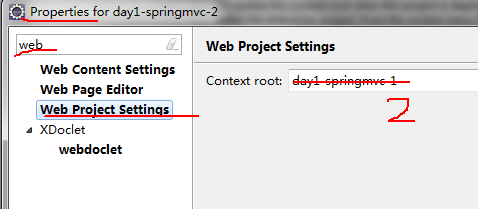 Properties for day1-springmvc-2
web
Web Content Settings
Web Page Editor
Web Project Settings
XDoclet
webdoclet
Web Project Settings
Context root: day1-springmvc-1
2